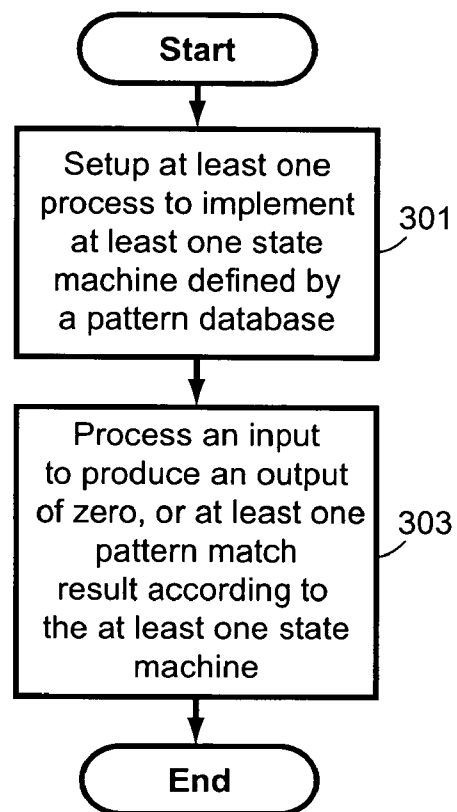 Start
Setup at least one
process to implement
at least one state
machine defined by
a pattern database
301
Process an input
to produce an output
of zero, or at least one
pattern match
result according to
the at least one state
machine
303
End